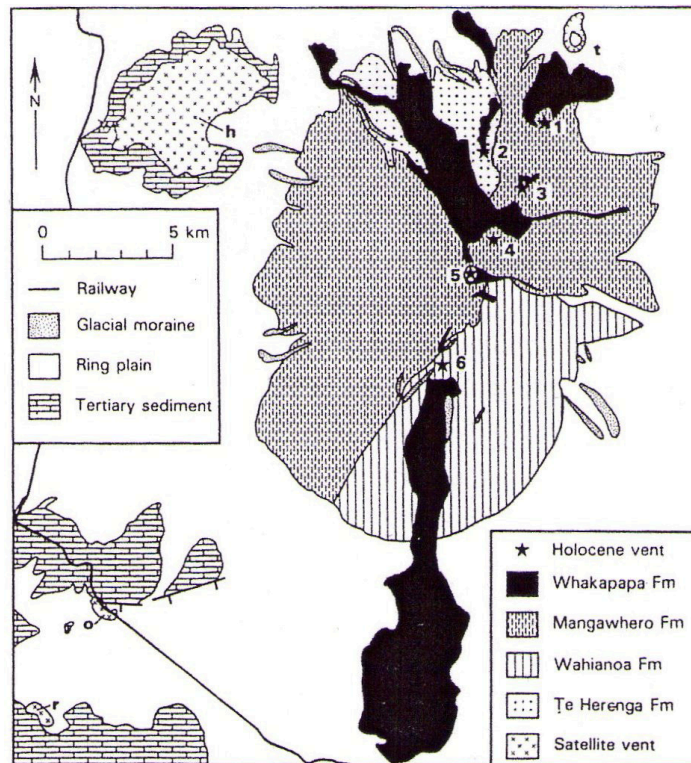 t
N
h
1
2
3
0 5 km
4
5
Railway
Glacial moraine
Ring plain
6
Tertiary sediment
Holocene vent
Whakapapa Fm
Mangawhero Fm
o
Wahianoa Fm
r
Te Herenga Fm
Satellite vent